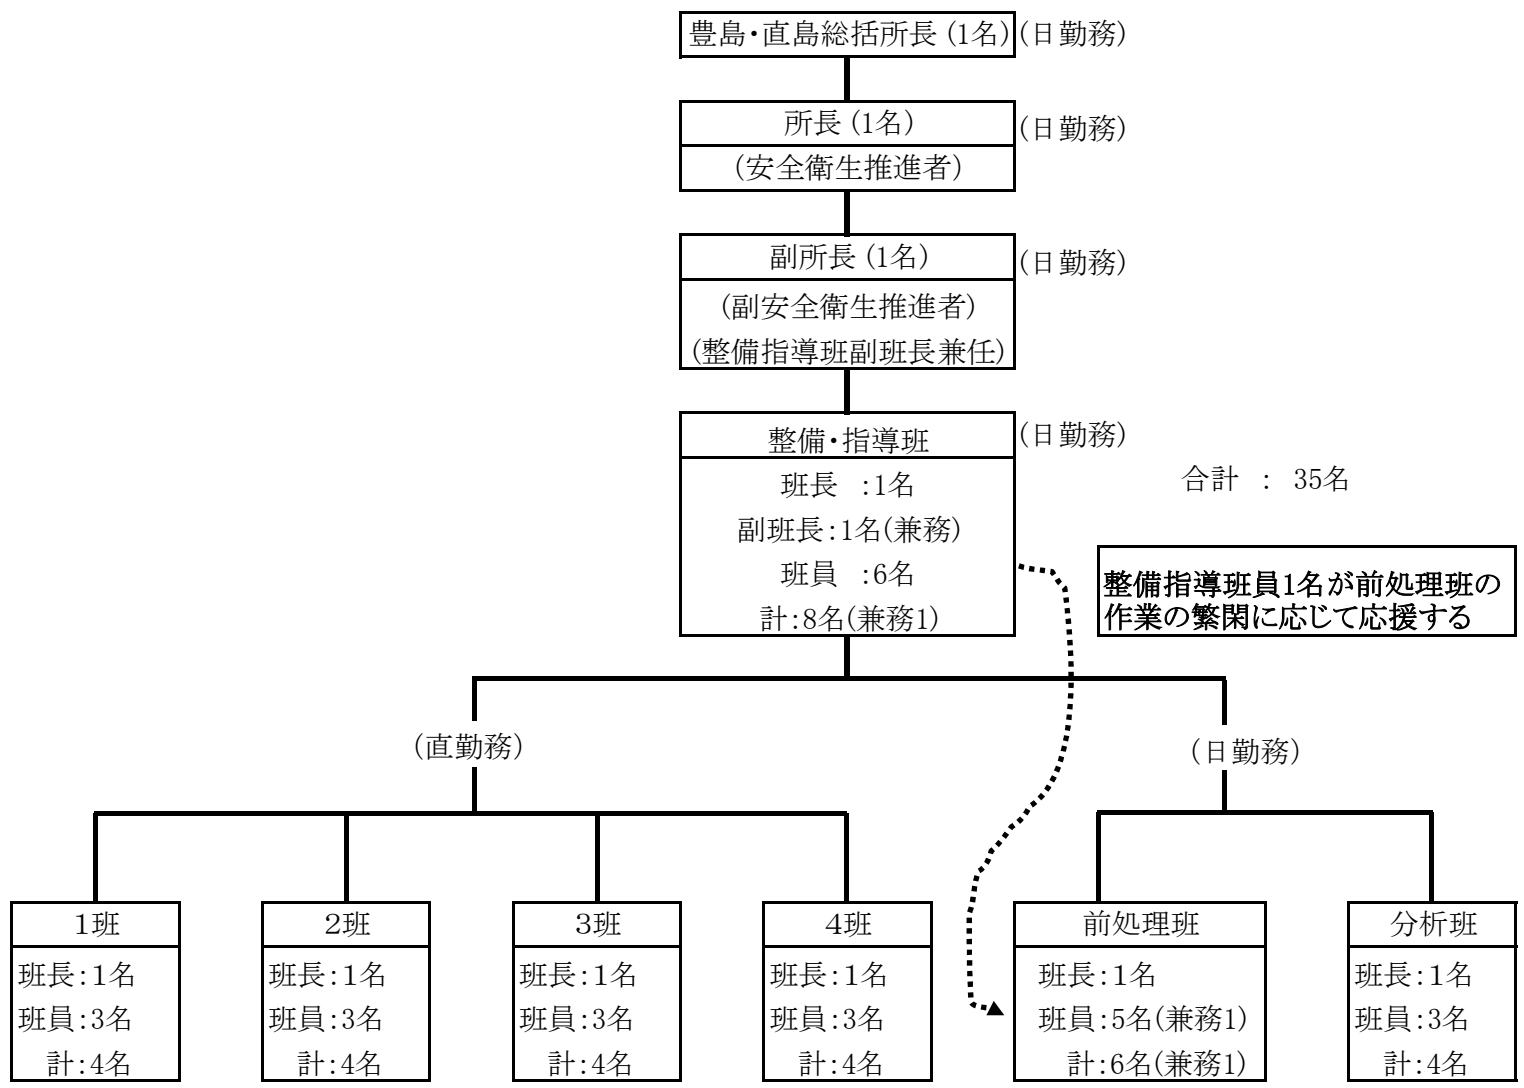 豊島・直島総括所長(1名)(日勤務)
所長(1名)
(日勤務)
(安全衛生推進者)
副所長(1名)
(日勤務)
(副安全衛生推進者)
(整備指導班副班長兼任)
整備・指導班
(日勤務)
班長 :1名
副班長:1名(兼務)
班員 :6名
計:8名(兼務1)
合計 : 35名
整備指導班員1名が前処理班の
作業の繁閑に応じて応援する
(直勤務)
(日勤務)
1班
班長:1名
班員:3名
計:4名
2班
班長:1名
班員:3名
計:4名
3班
班長:1名
班員:3名
計:4名
4班
班長:1名
班員:3名
計:4名
前処理班
班長:1名
班員:5名(兼務1)
計:6名(兼務1)
分析班
班長:1名
班員:3名
計:4名